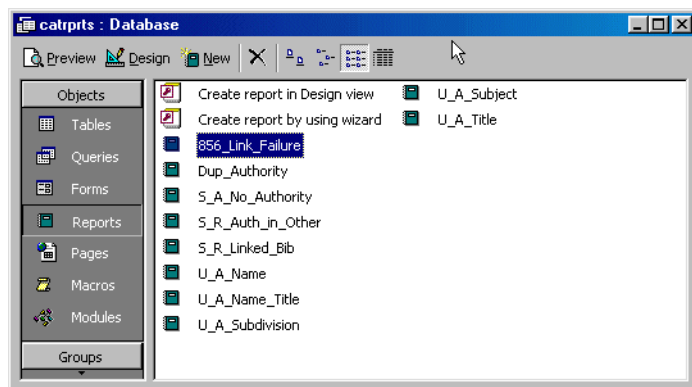 catrprts : Database
Preview Design New
Objects
Tables
Queries
Forms
Reports
Pages
Macros
Modules
Groups
Create report in Design view
Create report by using wizard
856_Link_Failure
Dup_Authority
S_A_No_Authority
S_R_Auth_in_Other
S_R_Linked_Bib
U_A_Name
U_A_Name_Title
U_A_Subdivision
U_A_Subject
U_A_Title